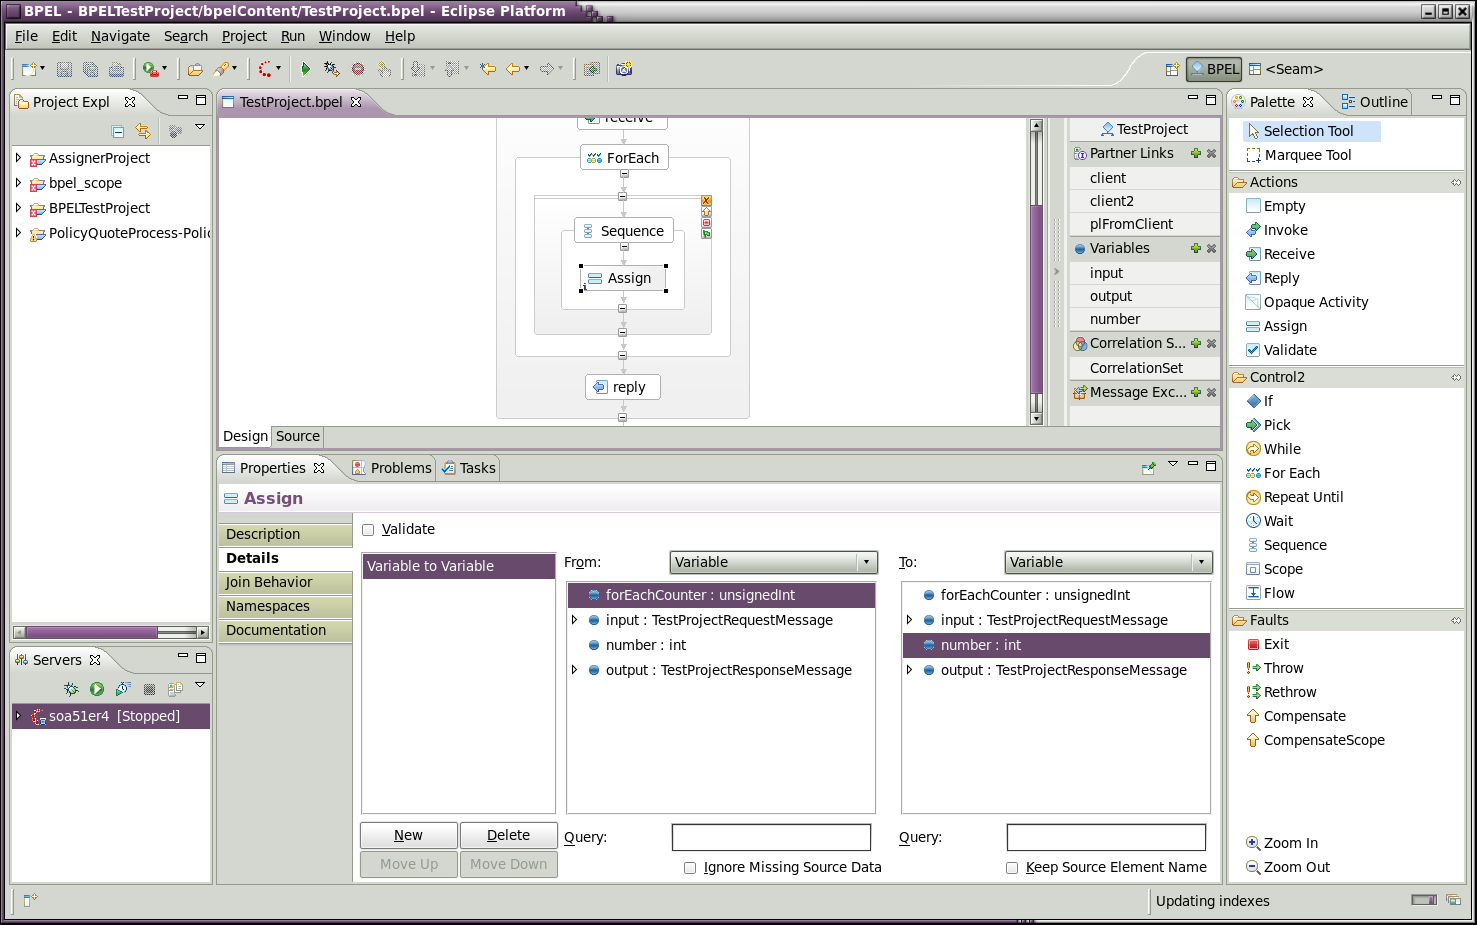 BPEL - BPELTestProject/bpelContent/TestProject.bpel - Eclipse Platform
File Edit Navigate Search Project Run Window Help
BPEL <Seam>
Project Expl
AssignerProject
bpel_scope
BPELTestProject
PolicyQuoteProcess-Polic
Servers
soa51er4 [Stopped]
TestProject.bpel
receive
ForEach
Sequence
Assign
reply
Design Source
TestProject
Partner Links
client
client2
plFromClient
Variables
input
output
number
Correlation S...
CorrelationSet
Message Exc...
Properties Problems Tasks
Assign
Description
Details
Join Behavior
Namespaces
Documentation
Validate
Variable to Variable
New Delete
Move Up Move Down
From: Variable
forEachCounter : unsignedInt
input : TestProjectRequestMessage
number : int
output : TestProjectResponseMessage
Query:
Ignore Missing Source Data
To: Variable
forEachCounter : unsignedInt
input : TestProjectRequestMessage
number : int
output : TestProjectResponseMessage
Query:
Keep Source Element Name
Palette Outline
Selection Tool
Marquee Tool
Actions
Empty
Invoke
Receive
Reply
Opaque Activity
Assign
Validate
Control2
If
Pick
While
For Each
Repeat Until
Wait
Sequence
Scope
Flow
Faults
Exit
Throw
Rethrow
Compensate
CompensateScope
Zoom In
Zoom Out
Updating indexes